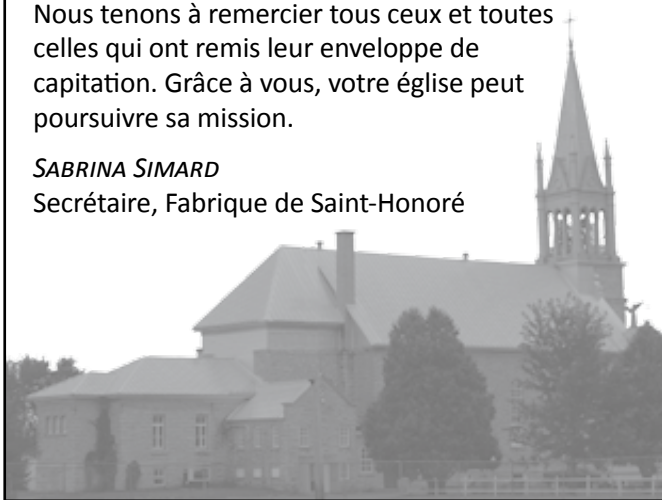 Nous tenons à remercier tous ceux et toutes
celles qui ont remis leur enveloppe de
capitation. Grâce à vous, votre église peut
poursuivre sa mission.
SABRINA SIMARD
Secrétaire, Fabrique de Saint-Honoré